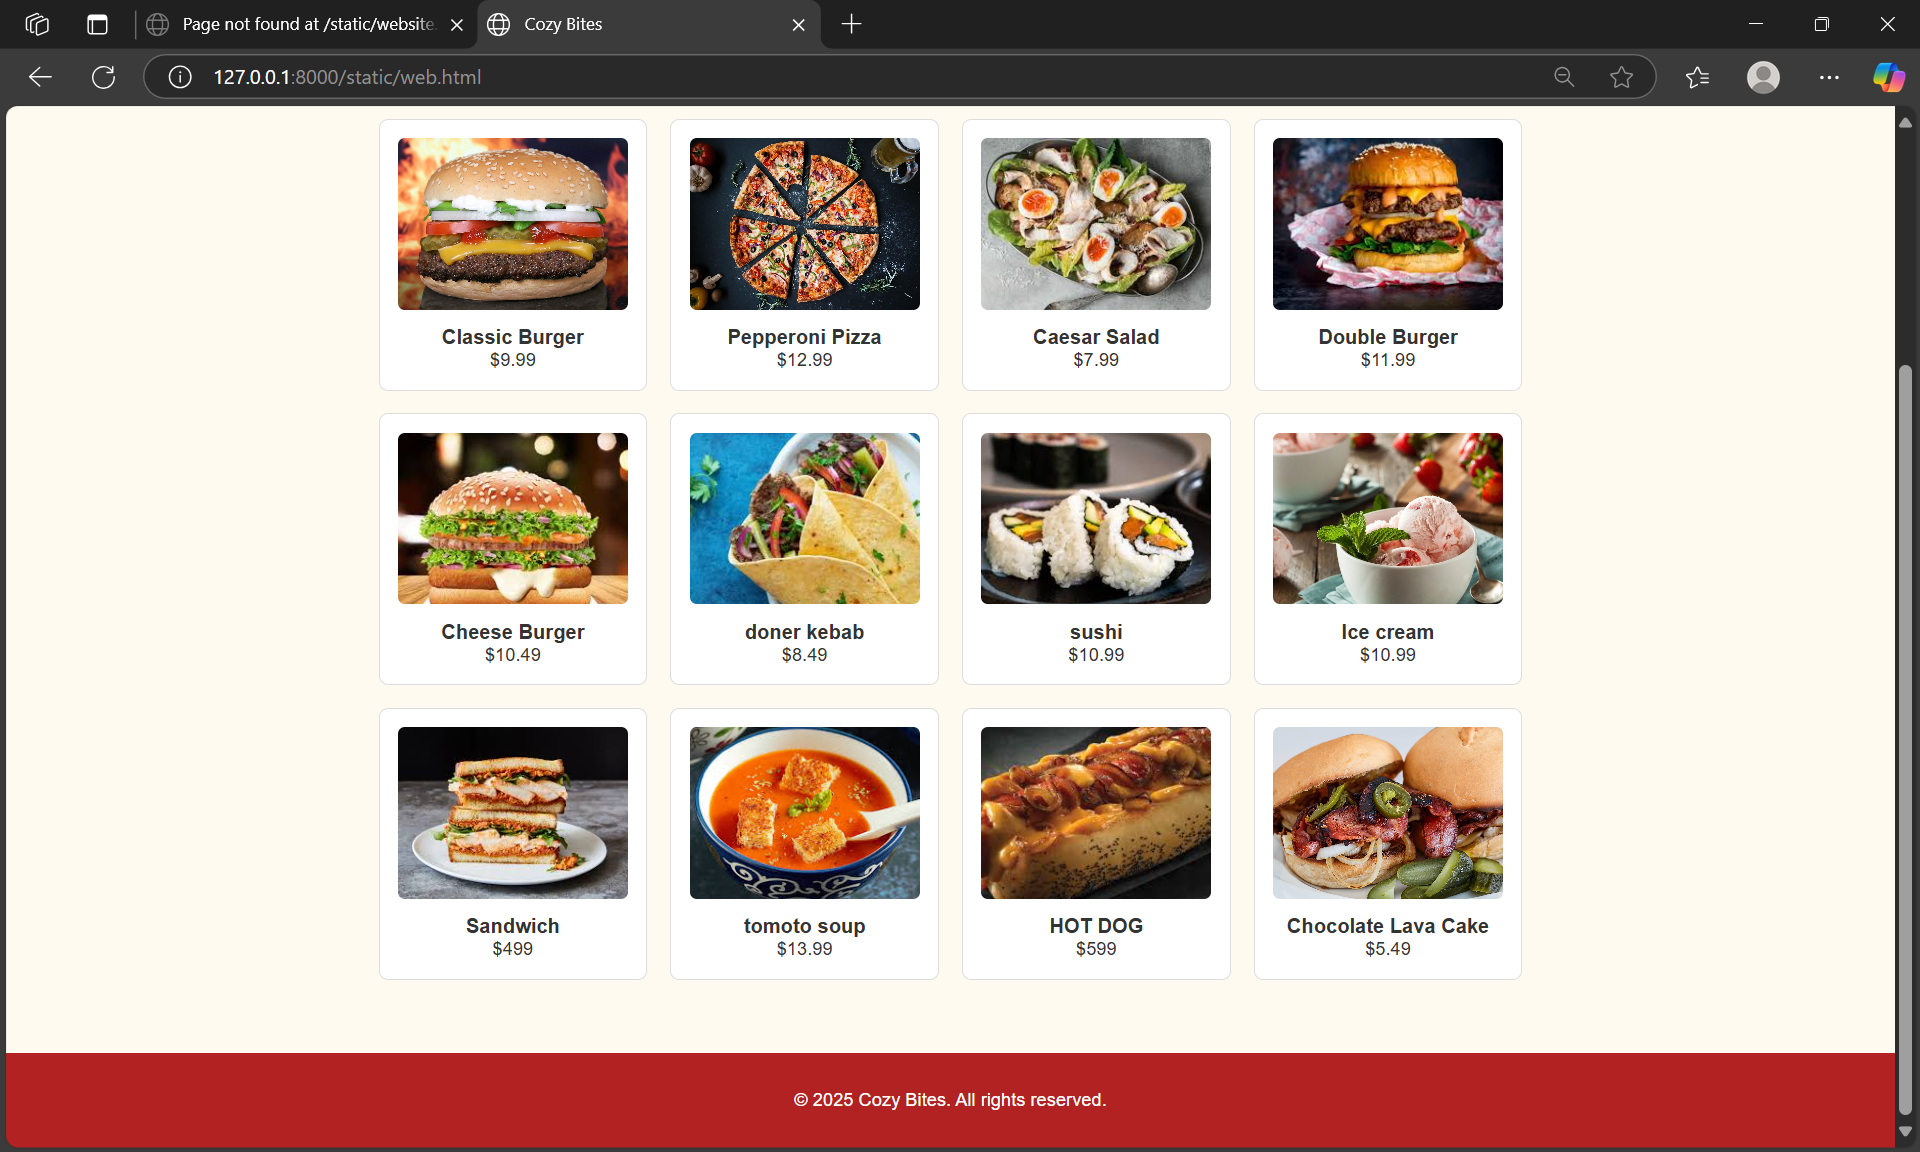 Page not found at /static/website.
Cozy Bites
127.0.0.1:8000/static/web.html
Classic Burger
$9.99
Pepperoni Pizza
$12.99
Caesar Salad
$7.99
Double Burger
$11.99
Cheese Burger
$10.49
doner kebab
$8.49
sushi
$10.99
Ice cream
$10.99
Sandwich
$499
tomoto soup
$13.99
HOT DOG
$599
Chocolate Lava Cake
$5.49
© 2025 Cozy Bites. All rights reserved.